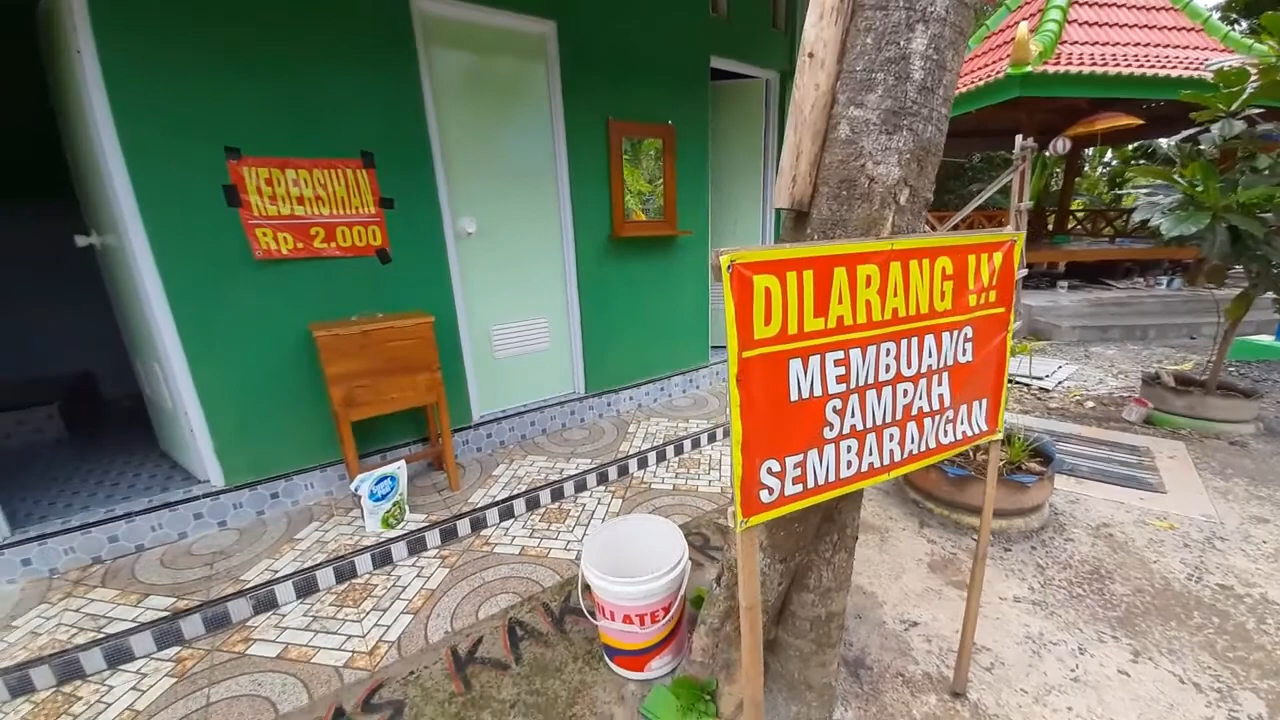 KEBERSIHAN
Rp. 2.000
DILARANG !!!
MEMBUANG
SAMPAH
SEMBARANGAN